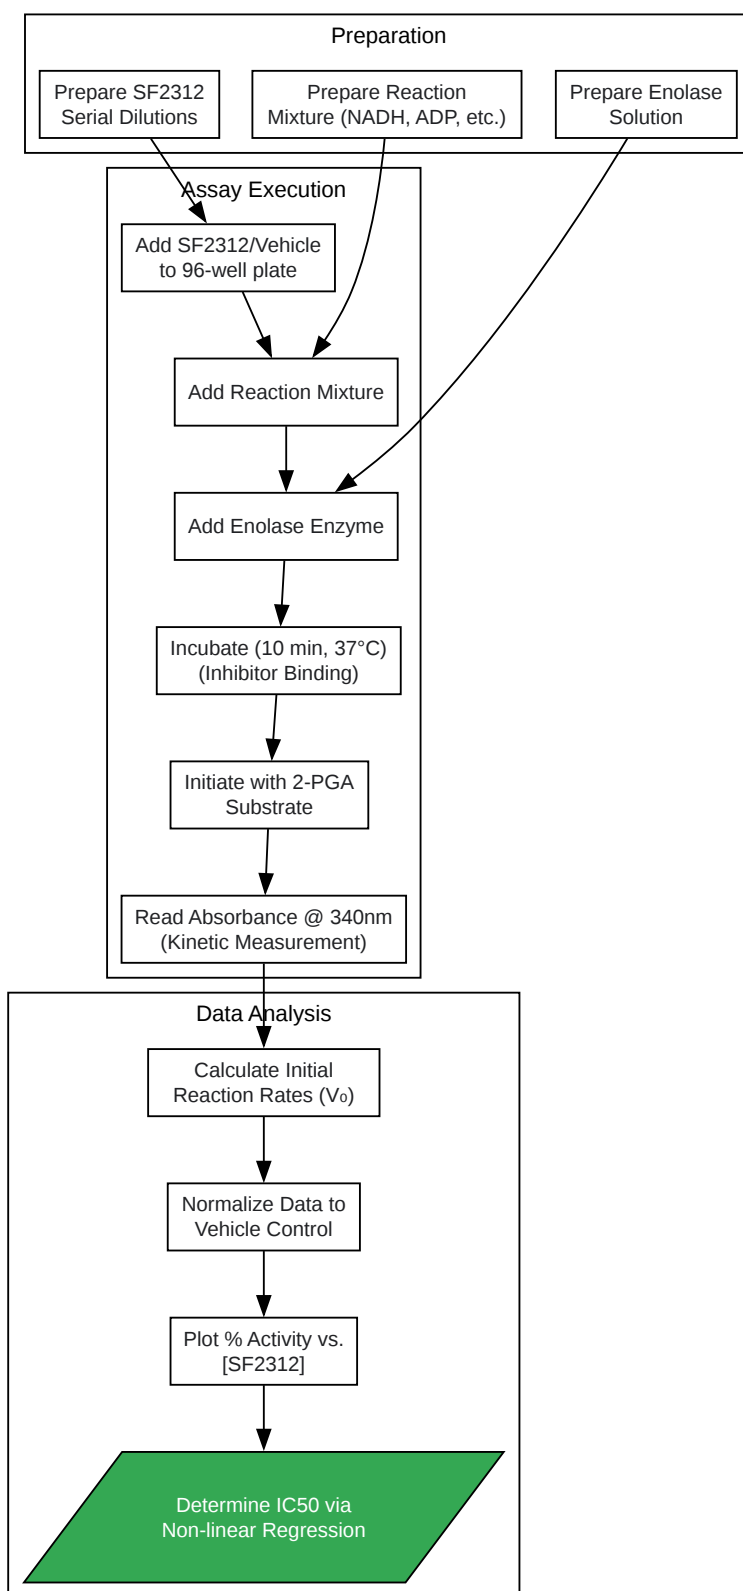 Preparation
Prepare SF2312
Serial Dilutions
Prepare Reaction
Mixture (NADH, ADP, etc.)
Prepare Enolase
Solution
Assay Execution
Add SF2312/Vehicle
to 96-well plate
Add Reaction Mixture
Add Enolase Enzyme
Incubate (10 min, 37°C)
(Inhibitor Binding)
Initiate with 2-PGA
Substrate
Read Absorbance @ 340nm
(Kinetic Measurement)
Data Analysis
Calculate Initial
Reaction Rates (V₀)
Normalize Data to
Vehicle Control
Plot % Activity vs.
[SF2312]
Determine IC50 via
Non-linear Regression